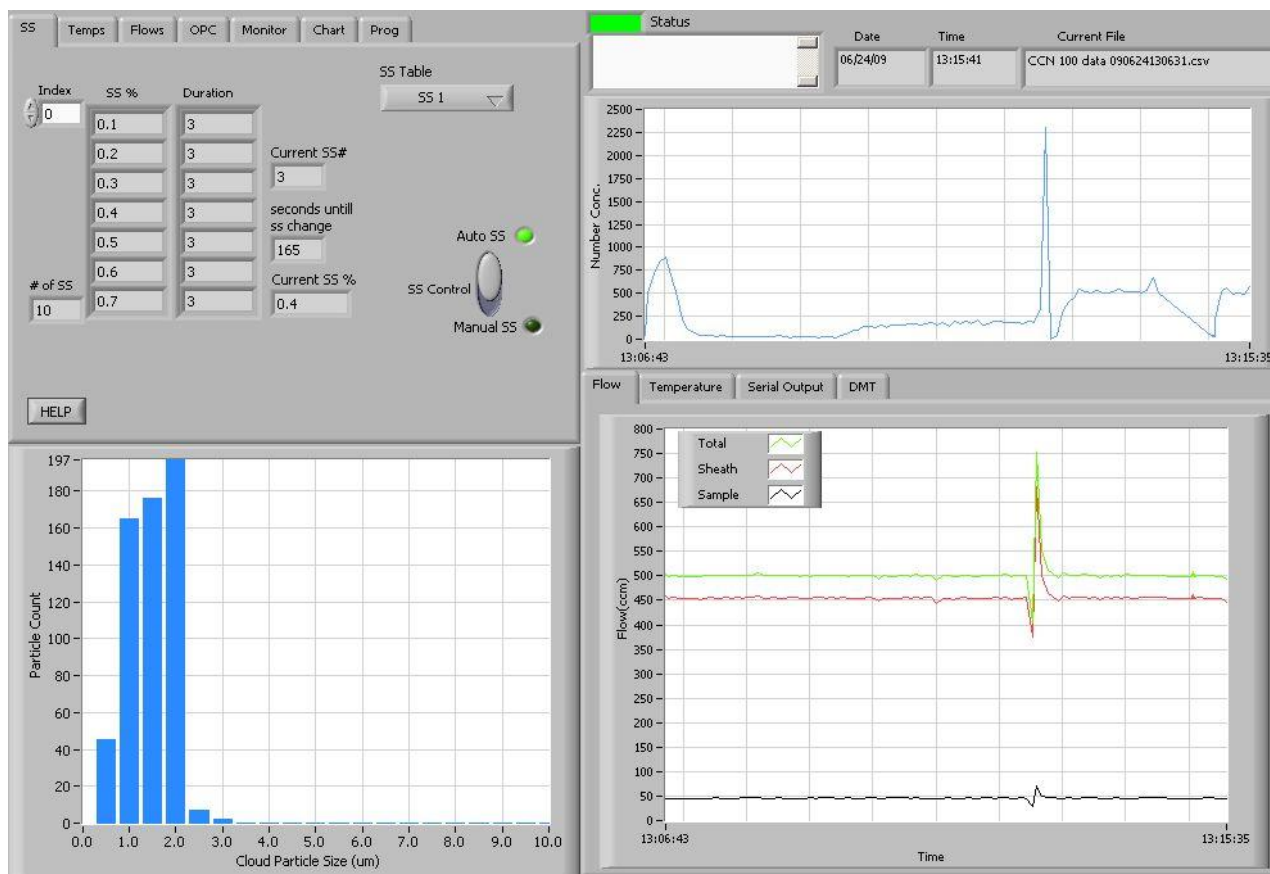 SS Temps Flows OPC Monitor Chart Prog
SS Table
SS 1
Index SS % Duration
0
0.1 3
0.2 3
0.3 3
0.4 3
0.5 3
0.6 3
0.7 3
Current SS#
3
seconds untill
ss change
165
Current SS %
0.4
# of SS
10
Auto SS
SS Control
Manual SS
HELP
Status
Date Time Current File
06/24/09 13:15:41 CCN 100 data 090624130631.csv
Number Conc.
2500
2250
2000
1750
1500
1250
1000
750
500
250
0
13:06:43 13:15:35
Particle Count
197
180
160
140
120
100
80
60
40
20
0
0.0 1.0 2.0 3.0 4.0 5.0 6.0 7.0 8.0 9.0 10.0
Cloud Particle Size (um)
Flow Temperature Serial Output DMT
Total
Sheath
Sample
Flow(ccm)
800
750
700
650
600
550
500
450
400
350
300
250
200
150
100
50
0
13:06:43 13:15:35
Time